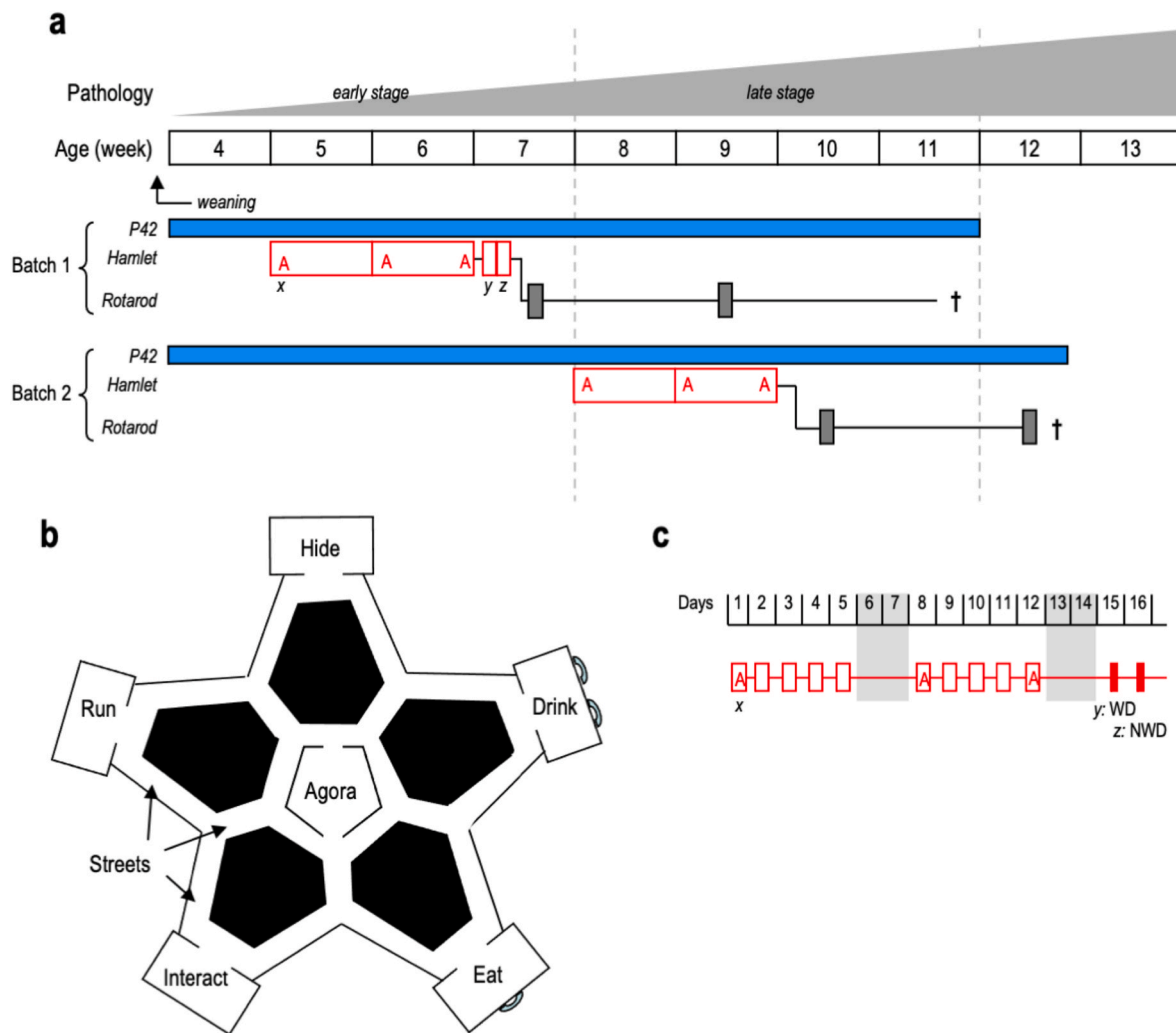 a
Pathology
early stage
late stage
Age (week)
4 5 6 7 8 9 10 11 12 13
weaning
Batch 1
P42
Hamlet
A A A
x y z
Rotarod
†
Batch 2
P42
Hamlet
A A A
Rotarod
†
b
Hide
Run
Drink
Agora
Streets
Interact
Eat
c
Days 1 2 3 4 5 6 7 8 9 10 11 12 13 14 15 16
A A A
x
y: WD
z: NWD